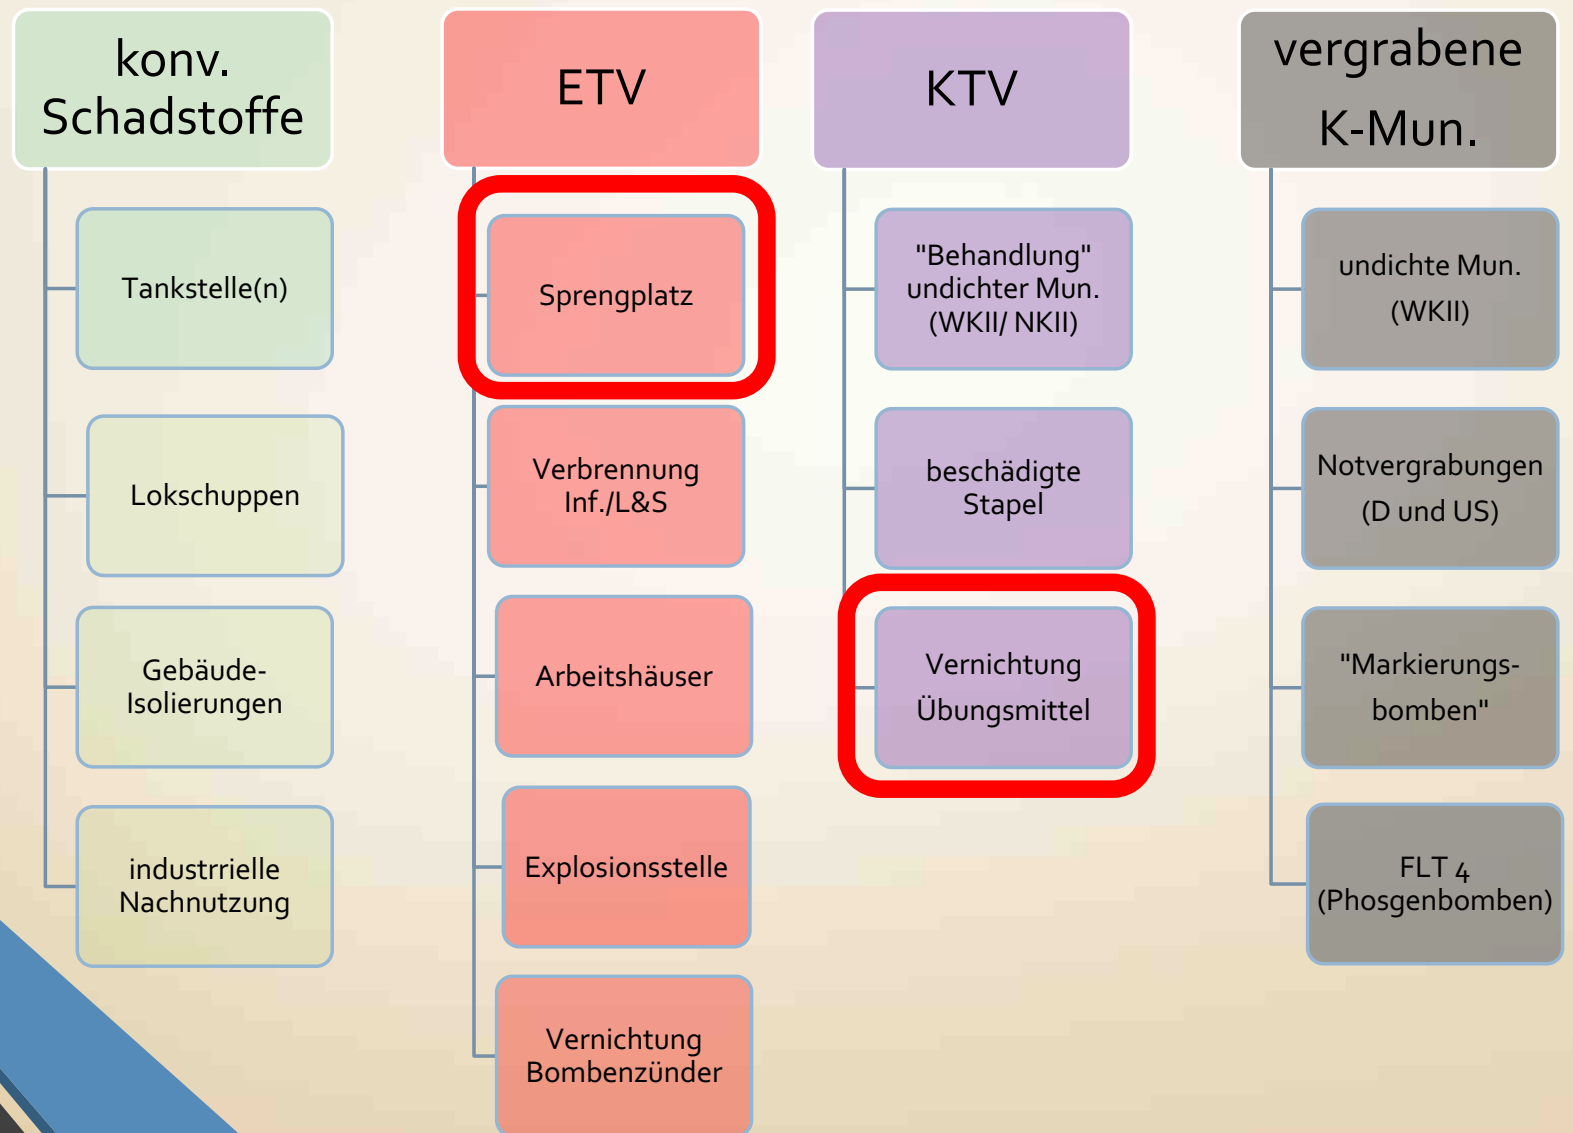 konv.
Schadstoffe
Tankstelle(n)
Lokschuppen
Gebäude-
Isolierungen
industrrielle
Nachnutzung
ETV
Sprengplatz
Verbrennung
Inf./L&S
Arbeitshäuser
Explosionsstelle
Vernichtung
Bombenzünder
KTV
"Behandlung"
undichter Mun.
(WKII/ NKII)
beschädigte
Stapel
Vernichtung
Übungsmittel
vergrabene
K-Mun.
undichte Mun.
(WKII)
Notvergrabungen
(D und US)
"Markierungs-
bomben"
FLT 4
(Phosgenbomben)